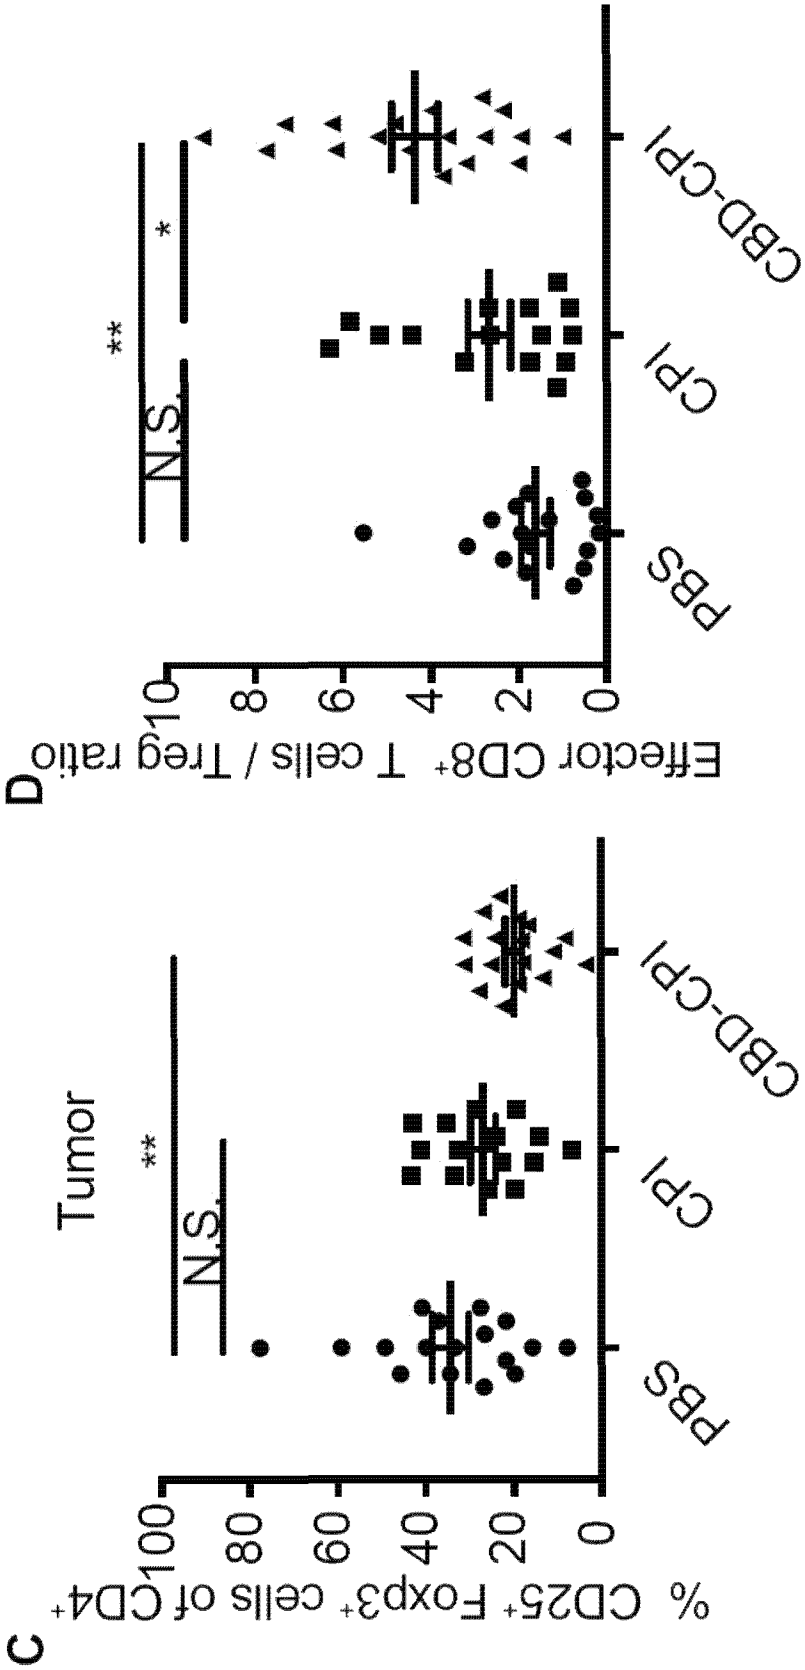 C
Tumor
% CD25⁺ Foxp3⁺ cells of CD4⁺
100
80
60
40
20
0
**
N.S.
PBS
CPI
CBD-CPI
D
Effector CD8⁺ T cells / Treg ratio
10
8
6
4
2
0
**
N.S.
*
PBS
CPI
CBD-CPI